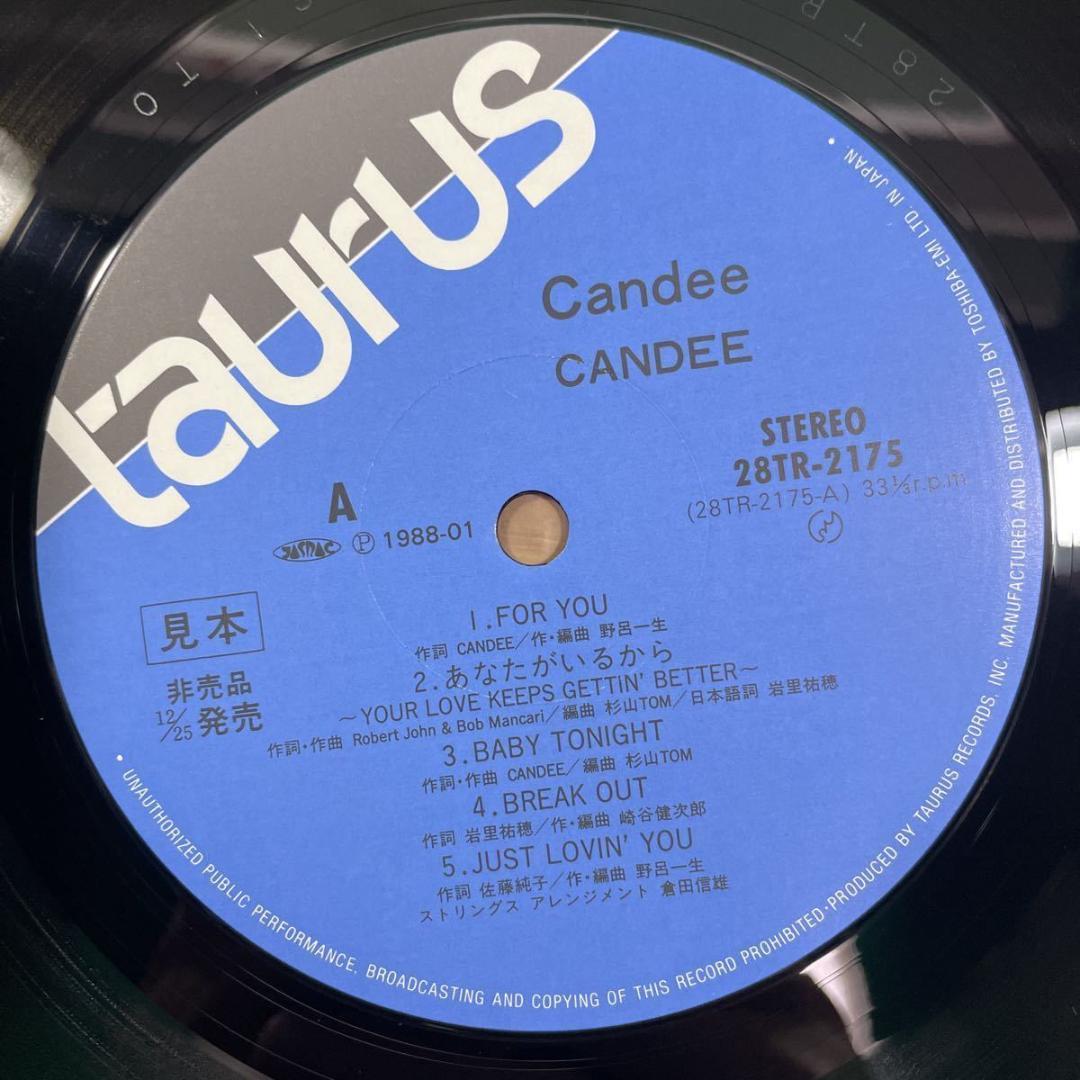 taurus
Candee
CANDEE
STEREO
28TR-2175
(28TR-2175-A) 33⅓r.p.m
A
JASRAC Ⓟ 1988-01
見本
非売品
12/25 発売
1.FOR YOU
作詞 CANDEE/作・編曲 野呂一生
2.あなたがいるから
~YOUR LOVE KEEPS GETTIN' BETTER~
作詞・作曲 Robert John & Bob Mancari/編曲 杉山TOM/日本語詞 岩里祐穂
3.BABY TONIGHT
作詞・作曲 CANDEE/編曲 杉山TOM
4.BREAK OUT
作詞 岩里祐穂/作・編曲 崎谷健次郎
5.JUST LOVIN' YOU
作詞 佐藤純子/作・編曲 野呂一生
ストリングス アレンジメント 倉田信雄
• UNAUTHORIZED PUBLIC PERFORMANCE, BROADCASTING AND COPYING OF THIS RECORD PROHIBITED•PRODUCED BY TAURUS RECORDS, INC. MANUFACTURED AND DISTRIBUTED BY TOSHIBA-EMI LTD. IN JAPAN. •
28T